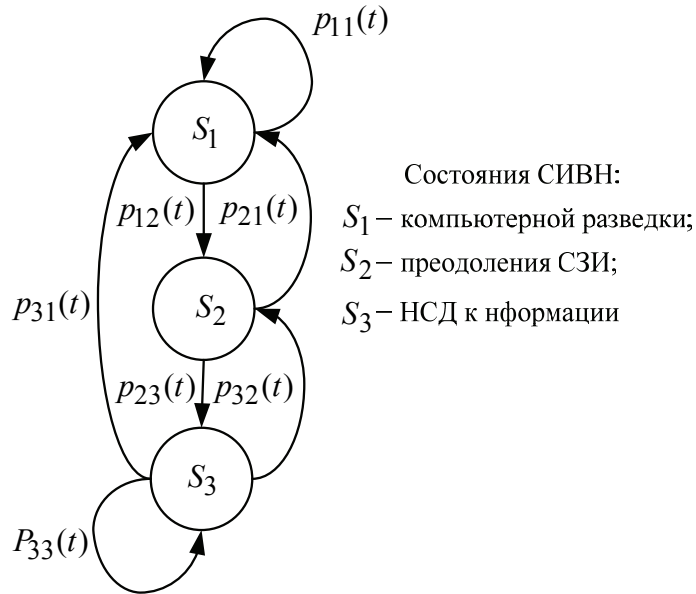 p11(t)
S1
p12(t) p21(t)
S2
p31(t)
p23(t) p32(t)
S3
P33(t)
Состояния СИВН:
S1 – компьютерной разведки;
S2 – преодоления СЗИ;
S3 – НСД к нформации